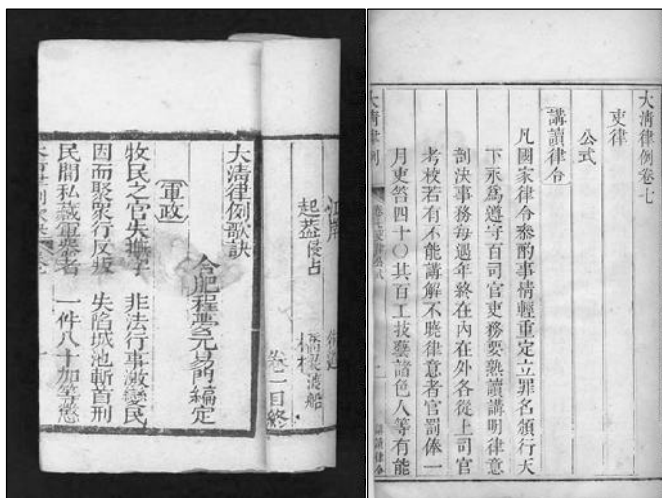 起蓋侵占
卷一目終
大清律例歌訣
合肥程夢元易門編定
軍政
牧民之官失撫字 非法行事激變民
因而聚衆行反叛 失陷城池斬首刑
民間私藏軍器者 一件八十加等懲
大清律例卷七
吏律
公式
講讀律令
凡國家律令參酌事情輕重定立罪名頒行天
下永爲遵守百司官吏務要熟讀講明律意
剖決事務每遇年終在內在外各從上司官
考校若有不能講解不曉律意者官罰俸一
月吏笞四十○其百工技藝諸色人等有能
大清律例